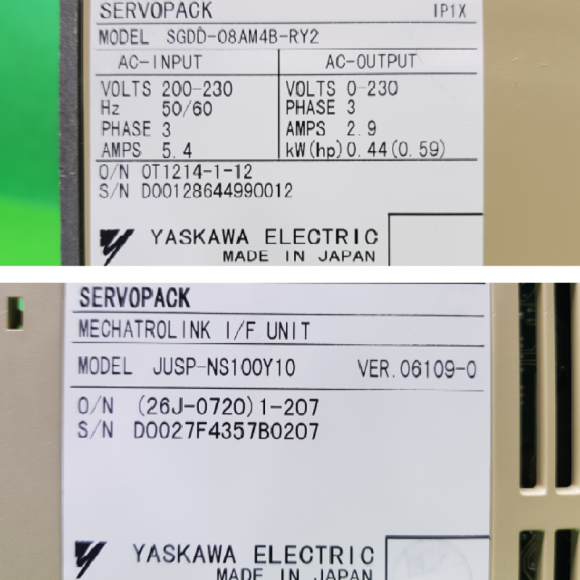 SERVOPACK IP1X
MODEL SGDD-08AM4B-RY2
AC-INPUT AC-OUTPUT
VOLTS 200-230 VOLTS 0-230
Hz 50/60 PHASE 3
PHASE 3 AMPS 2.9
AMPS 5.4 kW(hp) 0.44(0.59)
O/N OT1214-1-12
S/N D00128644990012
YASKAWA ELECTRIC
MADE IN JAPAN
SERVOPACK
MECHATROLINK I/F UNIT
MODEL JUSP-NS100Y10 VER.06109-0
O/N (26J-0720)1-207
S/N D0027F4357B0207
YASKAWA ELECTRIC
MADE IN JAPAN